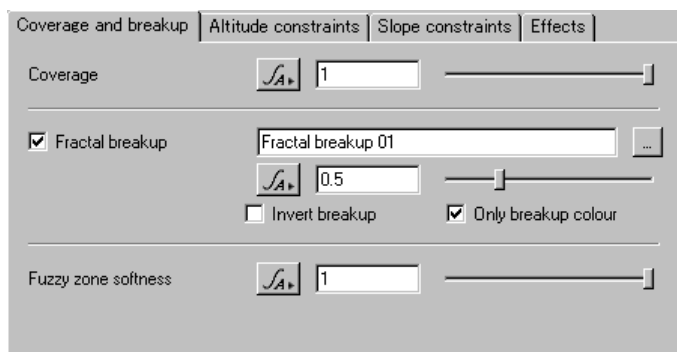 Coverage and breakup Altitude constraints Slope constraints Effects
Coverage A 1
Fractal breakup Fractal breakup 01 ...
A 0.5
Invert breakup Only breakup colour
Fuzzy zone softness A 1